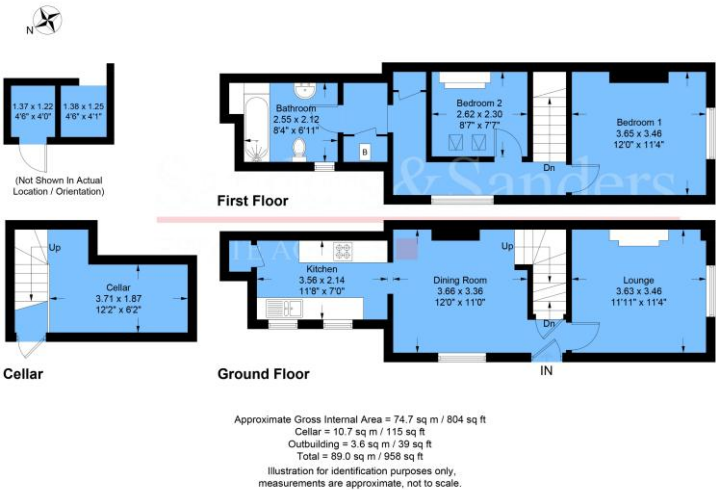 N
1.37 x 1.22
4'6" x 4'0"
1.38 x 1.25
4'6" x 4'1"
(Not Shown In Actual
Location / Orientation)
Bathroom
2.55 x 2.12
8'4" x 6'11"
B
Bedroom 2
2.62 x 2.30
8'7" x 7'7"
Dn
Bedroom 1
3.65 x 3.46
12'0" x 11'4"
& Sanders
First Floor
Up
Cellar
3.71 x 1.87
12'2" x 6'2"
Cellar
Kitchen
3.56 x 2.14
11'8" x 7'0"
Dining Room
3.66 x 3.36
12'0" x 11'0"
Up
Dn
Lounge
3.63 x 3.46
11'11" x 11'4"
IN
Ground Floor
Approximate Gross Internal Area = 74.7 sq m / 804 sq ft
Cellar = 10.7 sq m / 115 sq ft
Outbuilding = 3.6 sq m / 39 sq ft
Total = 89.0 sq m / 958 sq ft
Illustration for identification purposes only,
measurements are approximate, not to scale.